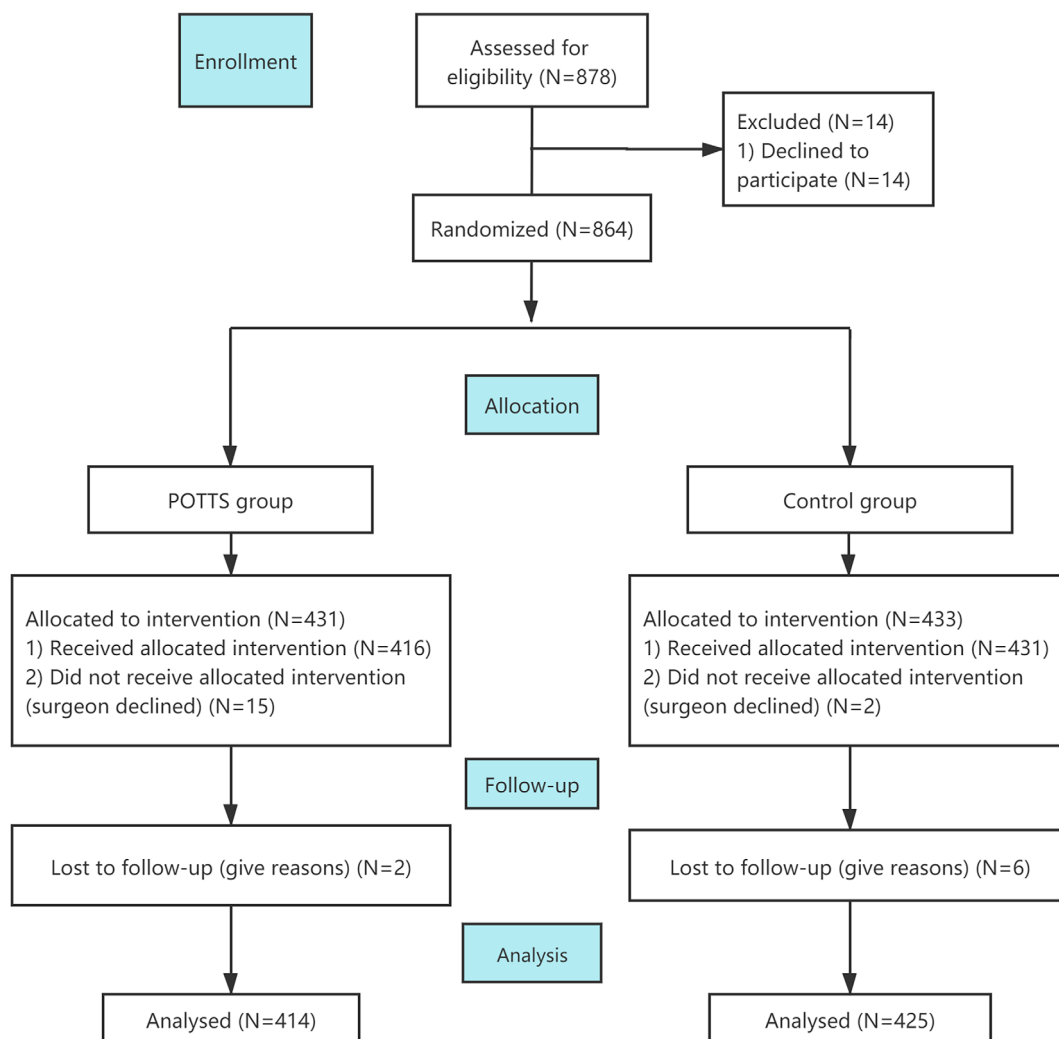 Enrollment
Assessed for
eligibility (N=878)
Excluded (N=14)
1) Declined to
participate (N=14)
Randomized (N=864)
Allocation
POTTS group
Control group
Allocated to intervention (N=431)
1) Received allocated intervention (N=416)
2) Did not receive allocated intervention
(surgeon declined) (N=15)
Allocated to intervention (N=433)
1) Received allocated intervention (N=431)
2) Did not receive allocated intervention
(surgeon declined) (N=2)
Follow-up
Lost to follow-up (give reasons) (N=2)
Lost to follow-up (give reasons) (N=6)
Analysis
Analysed (N=414)
Analysed (N=425)